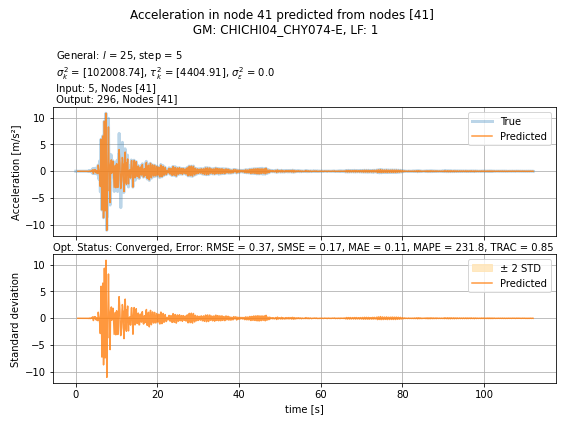 Acceleration in node 41 predicted from nodes [41]
GM: CHICHI04_CHY074-E, LF: 1
General: l = 25, step = 5
σ²ₖ = [102008.74], τ²ₖ = [4404.91], σ²ε = 0.0
Input: 5, Nodes [41]
Output: 296, Nodes [41]
Acceleration [m/s²]
10
5
0
−5
−10
True
Predicted
Opt. Status: Converged, Error: RMSE = 0.37, SMSE = 0.17, MAE = 0.11, MAPE = 231.8, TRAC = 0.85
Standard deviation
10
5
0
−5
−10
± 2 STD
Predicted
0 20 40 60 80 100
time [s]